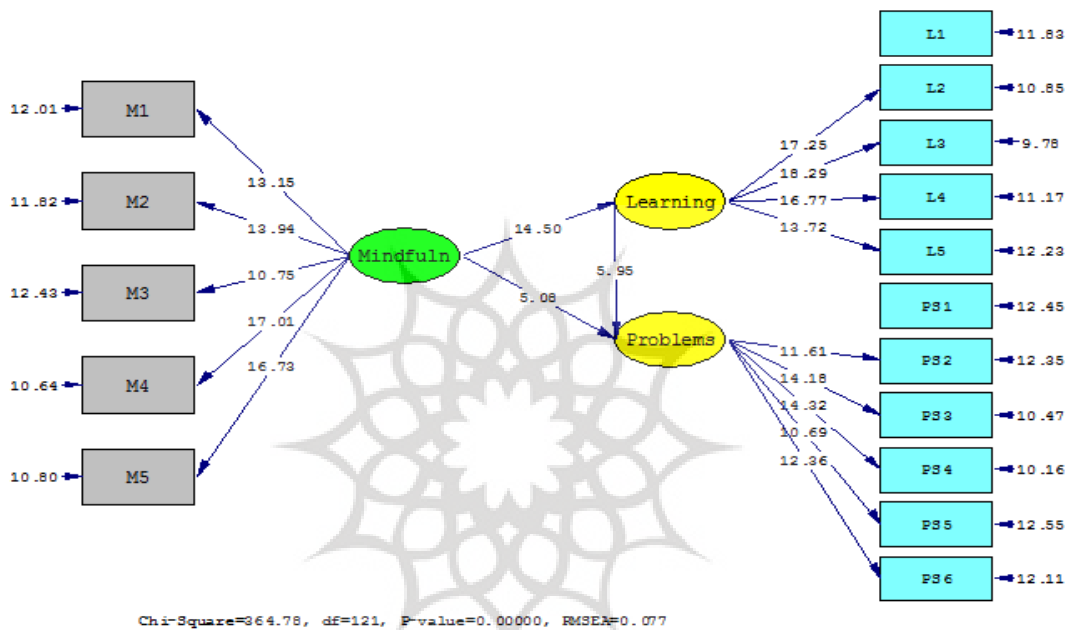 L1
11.83
12.01
M1
L2
10.85
17.25
L3
9.78
18.29
11.82
M2
Learning
16.77
L4
11.17
13.15
13.94
14.50
13.72
Mindfuln
L5
12.23
12.43
M3
10.75
5.95
5.08
PS1
12.45
17.01
Problems
11.61
PS2
12.35
10.64
M4
16.73
14.18
14.32
PS3
10.47
10.69
12.36
PS4
10.16
10.80
M5
PS5
12.55
PS6
12.11
Chi-Square=364.78, df=121, P-value=0.00000, RMSEA=0.077